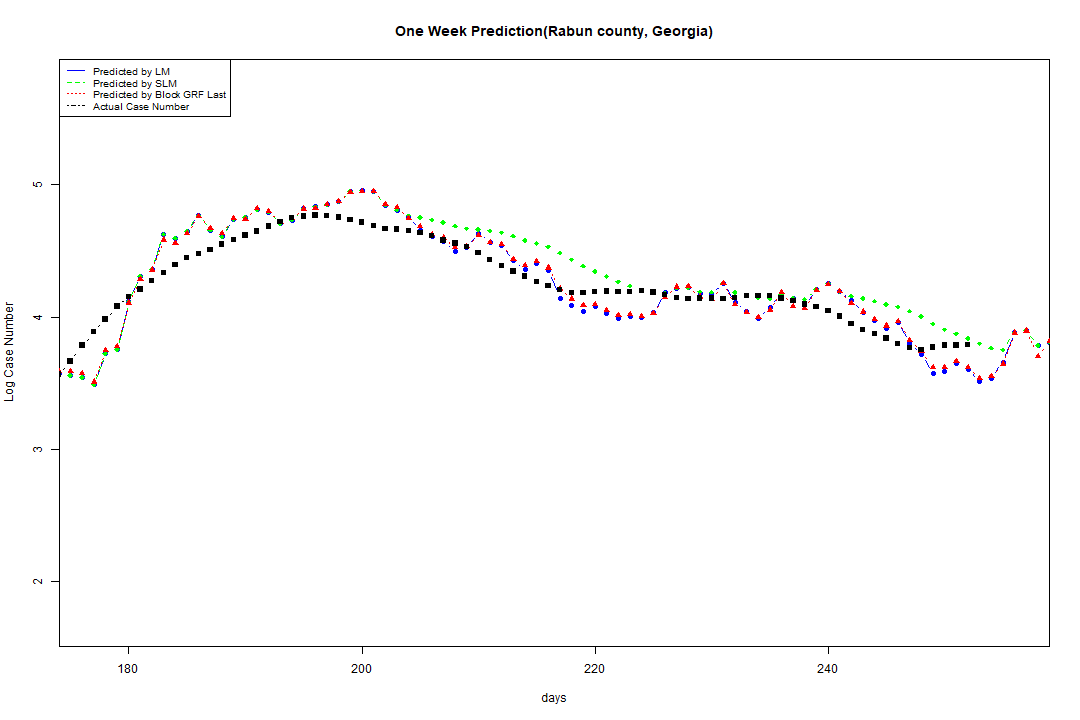 One Week Prediction(Rabun county, Georgia)
Predicted by LM
Predicted by SLM
Predicted by Block GRF Last
Actual Case Number
5
4
3
2
Log Case Number
180 200 220 240
days